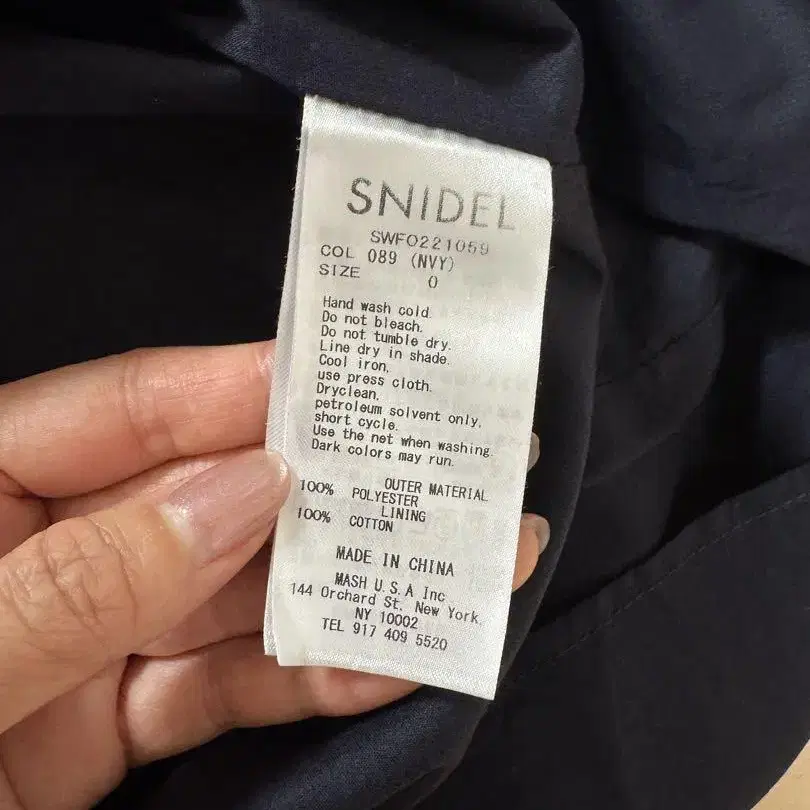 SNIDEL
SWFO221059
COL 089 (NVY)
SIZE 0
Hand wash cold.
Do not bleach.
Do not tumble dry.
Line dry in shade.
Cool iron,
use press cloth.
Dryclean,
petroleum solvent only,
short cycle.
Use the net when washing.
Dark colors may run.
OUTER MATERIAL
100% POLYESTER
LINING
100% COTTON
MADE IN CHINA
MASH U.S.A Inc
144 Orchard St, New York,
NY 10002
TEL 917 409 5520